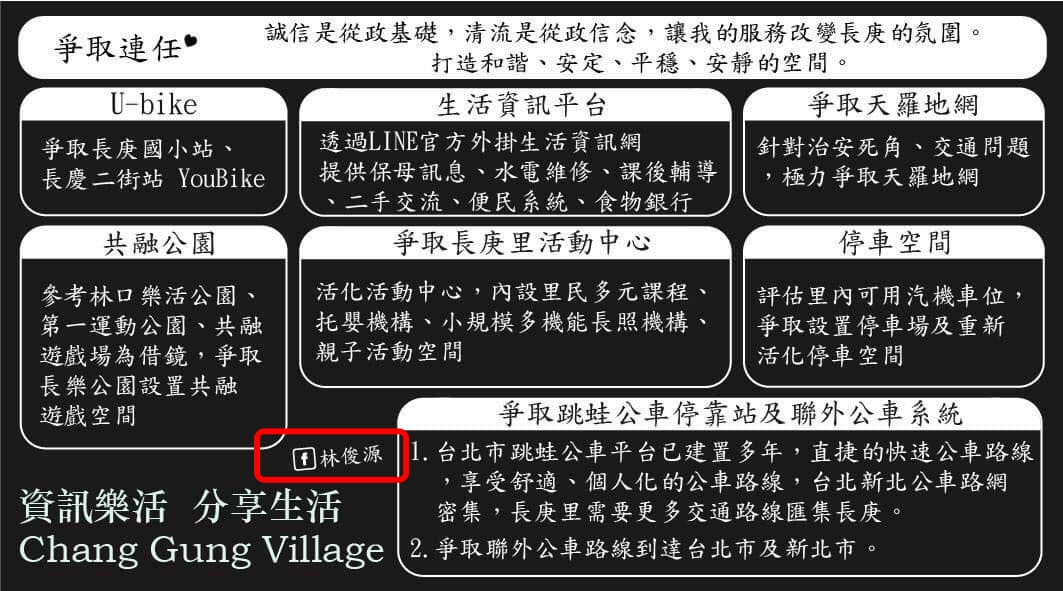 爭取連任
誠信是從政基礎，清流是從政信念，讓我的服務改變長庚的氛圍。
打造和諧、安定、平穩、安靜的空間。
U-bike
爭取長庚國小站、
長慶二街站 YouBike
生活資訊平台
透過LINE官方外掛生活資訊網
提供保母訊息、水電維修、課後輔導
、二手交流、便民系統、食物銀行
爭取天羅地網
針對治安死角、交通問題
，極力爭取天羅地網
共融公園
參考林口樂活公園、
第一運動公園、共融
遊戲場為借鏡，爭取
長樂公園設置共融
遊戲空間
爭取長庚里活動中心
活化活動中心，內設里民多元課程、
托嬰機構、小規模多機能長照機構、
親子活動空間
停車空間
評估里內可用汽機車位，
爭取設置停車場及重新
活化停車空間
f 林俊源
資訊樂活 分享生活
Chang Gung Village
爭取跳蛙公車停靠站及聯外公車系統
1. 台北市跳蛙公車平台已建置多年，直捷的快速公車路線
，享受舒適、個人化的公車路線，台北新北公車路網
密集，長庚里需要更多交通路線匯集長庚。
2. 爭取聯外公車路線到達台北市及新北市。